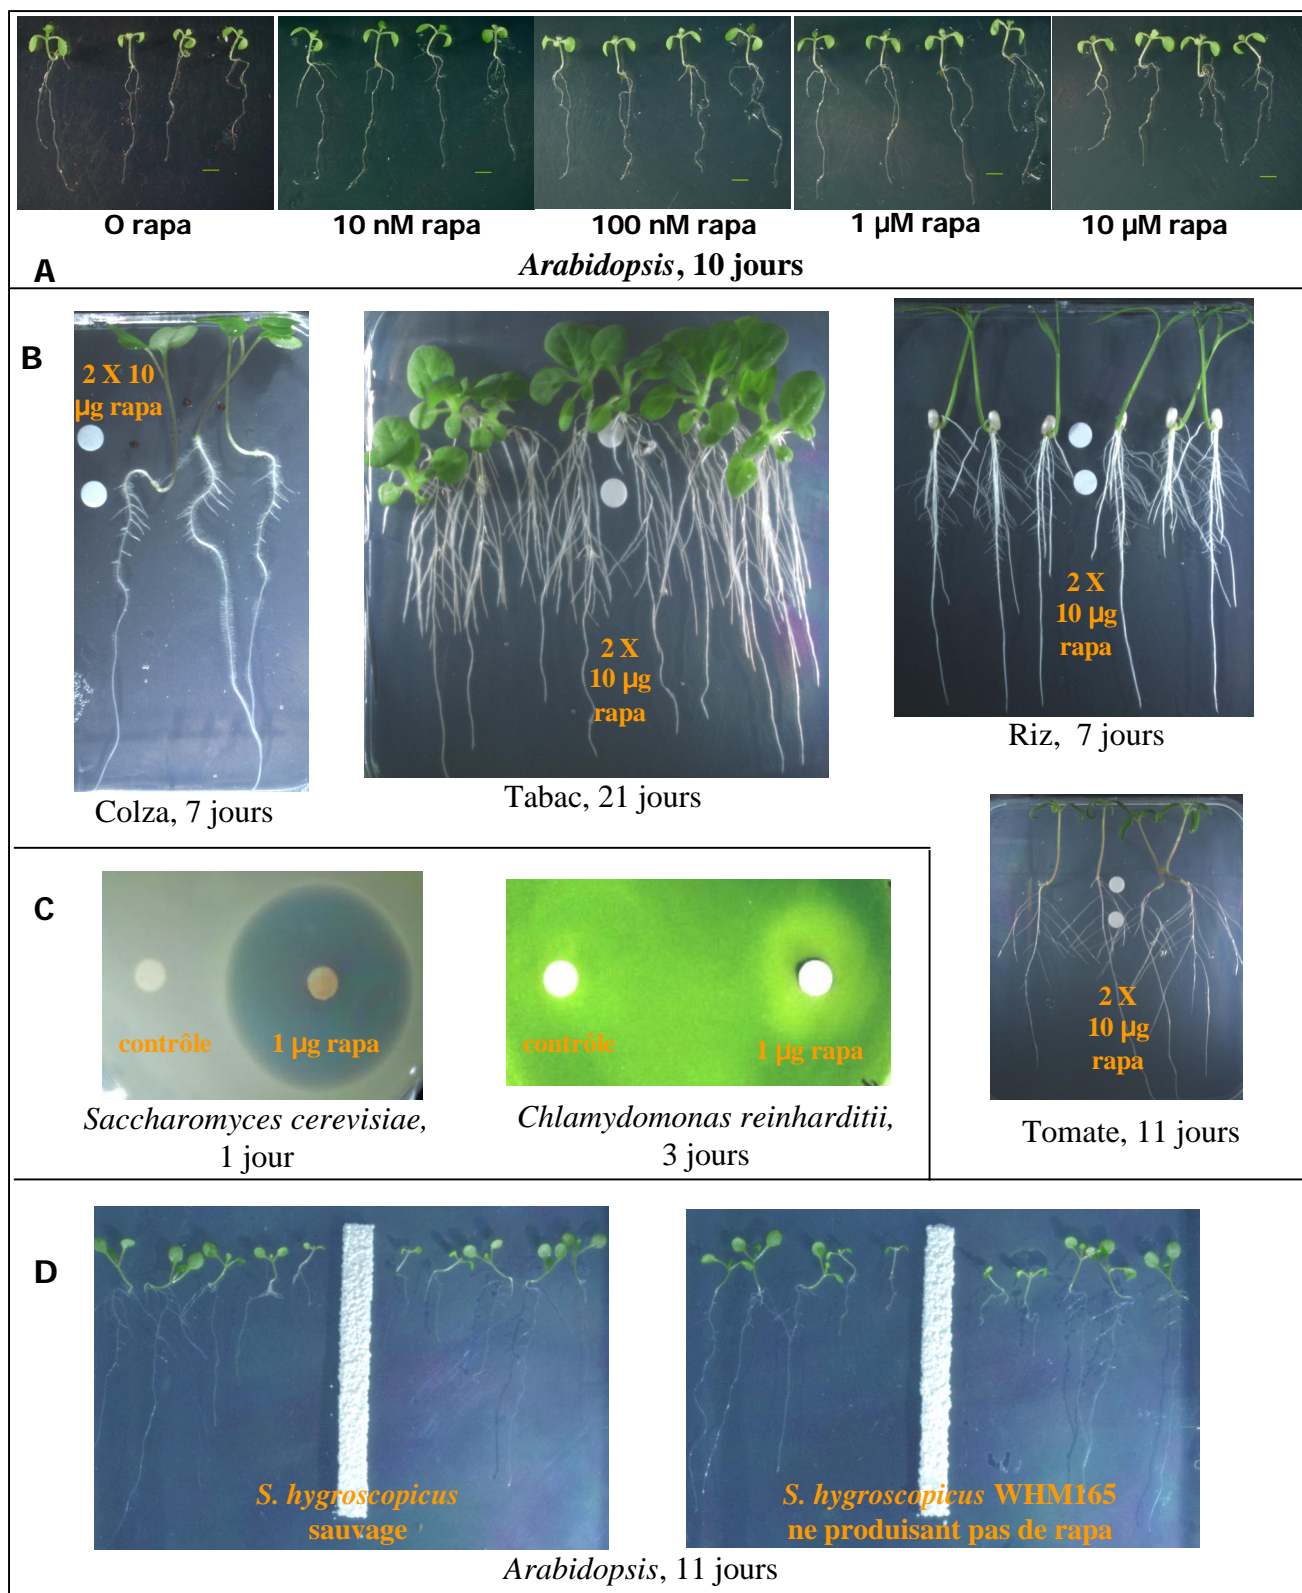 O rapa
10 nM rapa
100 nM rapa
1 µM rapa
10 µM rapa
A
Arabidopsis, 10 jours
B
2 X 10
µg rapa
Colza, 7 jours
2 X
10 µg
rapa
Tabac, 21 jours
2 X
10 µg
rapa
Riz, 7 jours
C
contrôle
1 µg rapa
Saccharomyces cerevisiae,
1 jour
contrôle
1 µg rapa
Chlamydomonas reinharditii,
3 jours
2 X
10 µg
rapa
Tomate, 11 jours
D
S. hygroscopicus
sauvage
S. hygroscopicus WHM165
ne produisant pas de rapa
Arabidopsis, 11 jours